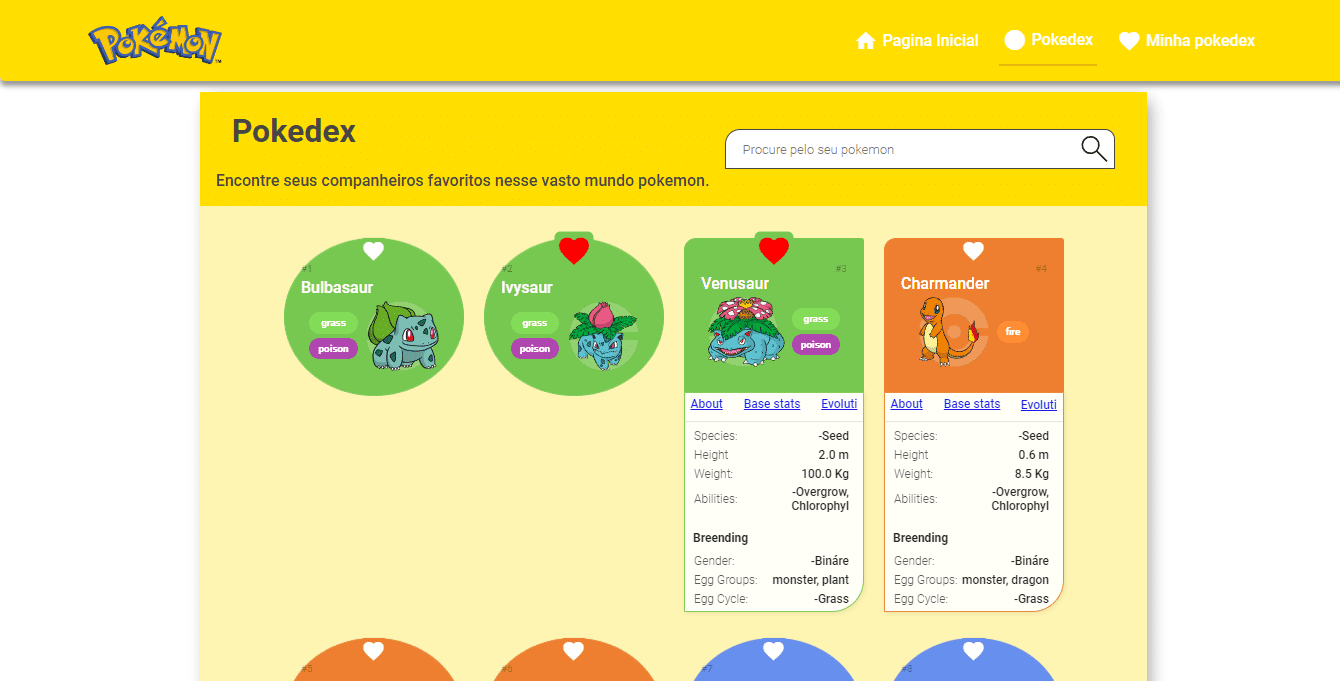 POKéMON
TM
Pagina Inicial
Pokedex
Minha pokedex
Pokedex
Procure pelo seu pokemon
Encontre seus companheiros favoritos nesse vasto mundo pokemon.
#1
Bulbasaur
grass
poison
#2
Ivysaur
grass
poison
#3
Venusaur
grass
poison
#4
Charmander
fire
About Base stats Evoluti
Species: -Seed
Height 2.0 m
Weight: 100.0 Kg
Abilities: -Overgrow,
Chlorophyl
Breending
Gender: -Bináre
Egg Groups: monster, plant
Egg Cycle: -Grass
About Base stats Evoluti
Species: -Seed
Height 0.6 m
Weight: 8.5 Kg
Abilities: -Overgrow,
Chlorophyl
Breending
Gender: -Bináre
Egg Groups: monster, dragon
Egg Cycle: -Grass
#5
#6
#7
#8